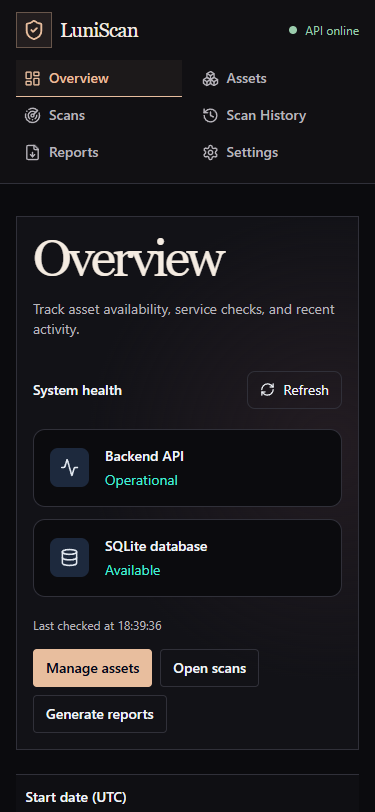 LuniScan
API online
Overview
Assets
Scans
Scan History
Reports
Settings
Overview
Track asset availability, service checks, and recent
activity.
System health
Refresh
Backend API
Operational
SQLite database
Available
Last checked at 18:39:36
Manage assets
Open scans
Generate reports
Start date (UTC)